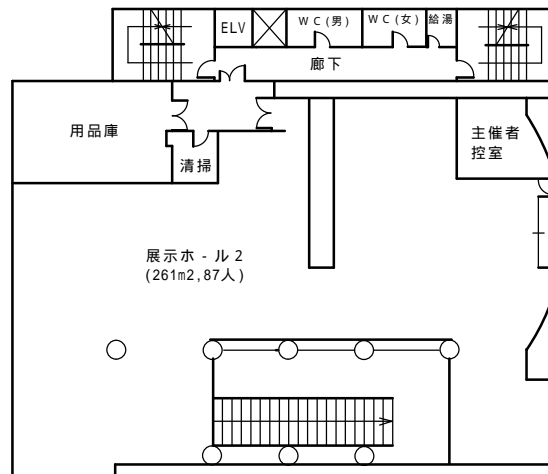 ELV
WC(男)
WC(女)
給湯
廊下
用品庫
主催者
控室
清掃
展示ホ-ル2
(261m2,87人)